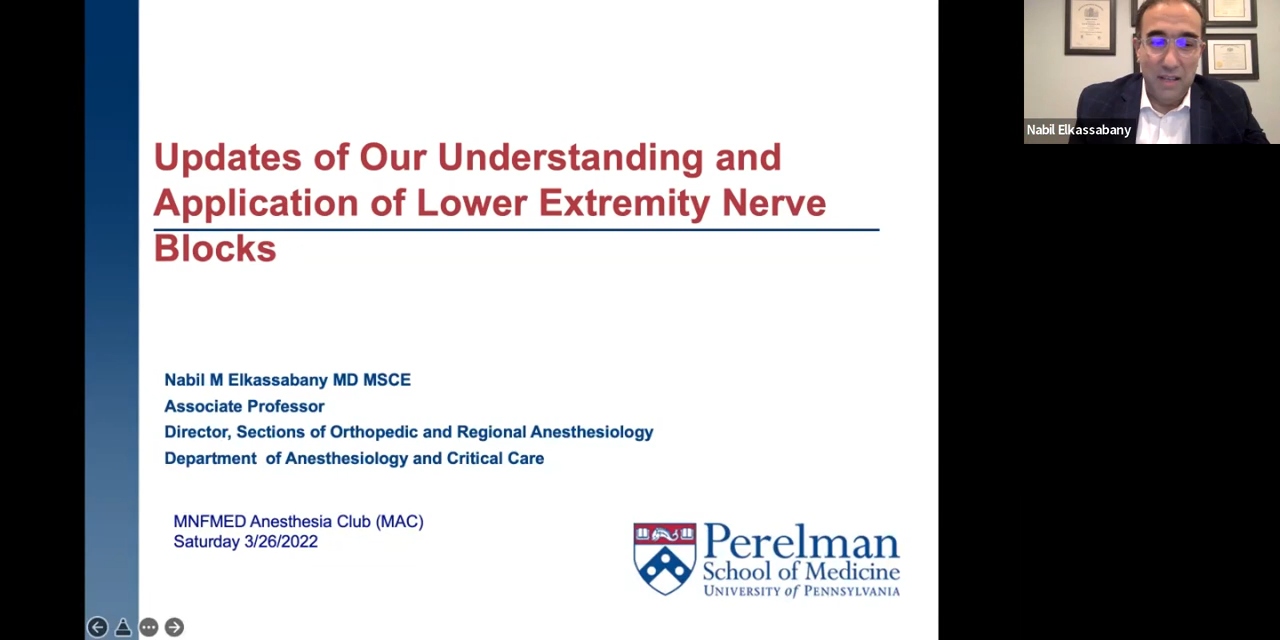 Updates of Our Understanding and
Application of Lower Extremity Nerve
Blocks
Nabil M Elkassabany MD MSCE
Associate Professor
Director, Sections of Orthopedic and Regional Anesthesiology
Department of Anesthesiology and Critical Care
MNFMED Anesthesia Club (MAC)
Saturday 3/26/2022
Perelman
School of Medicine
UNIVERSITY of PENNSYLVANIA
Nabil Elkassabany